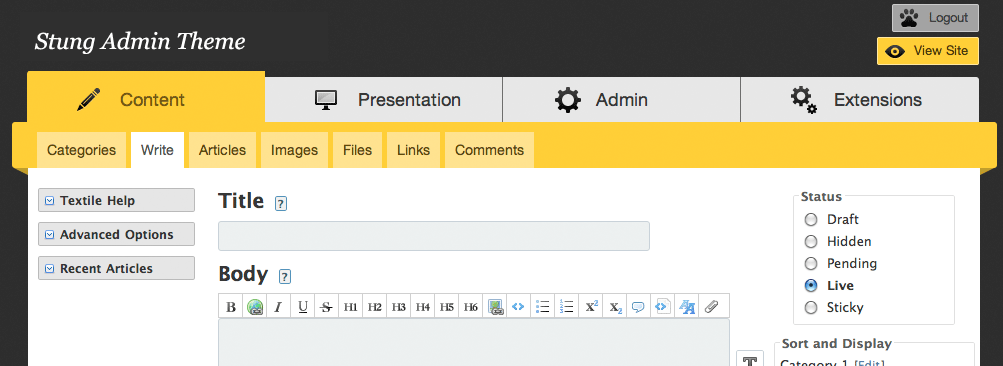 Stung Admin Theme
Logout
View Site
Content Presentation Admin Extensions
Categories Write Articles Images Files Links Comments
Textile Help
Advanced Options
Recent Articles
Title ?
Body ?
B I U S H1 H2 H3 H4 H5 H6 X² X₂
Status
Draft
Hidden
Pending
Live
Sticky
Sort and Display
Category 1 [Edit]
T